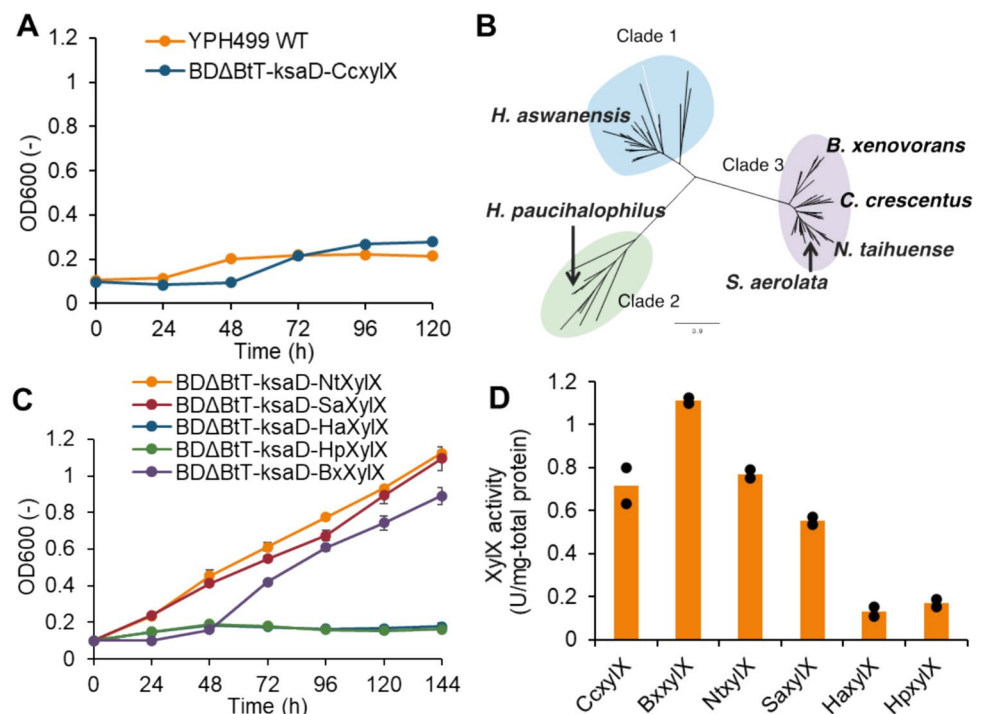 A
YPH499 WT
BDΔBtT-ksaD-CcxylX
OD600 (-)
1.2
1
0.8
0.6
0.4
0.2
0
0 24 48 72 96 120
Time (h)
B
Clade 1
H. aswanensis
Clade 3
B. xenovorans
C. crescentus
H. paucihalophilus
N. taihuense
S. aerolata
Clade 2
0.9
C
BDΔBtT-ksaD-NtXylX
BDΔBtT-ksaD-SaXylX
BDΔBtT-ksaD-HaXylX
BDΔBtT-ksaD-HpXylX
BDΔBtT-ksaD-BxXylX
OD600 (-)
1.2
1
0.8
0.6
0.4
0.2
0
0 24 48 72 96 120 144
Time (h)
D
XylX activity
(U/mg-total protein)
1.2
1
0.8
0.6
0.4
0.2
0
CcxylX
BxxylX
NtxylX
SaxylX
HaxylX
HpxylX